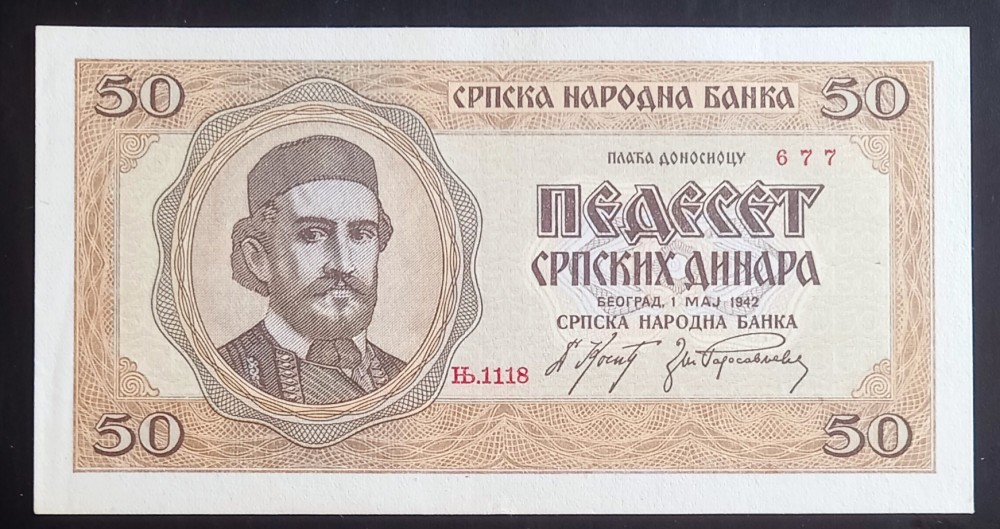 50
СРПСКА НАРОДНА БАНКА
50
ПЛАЋА ДОНОСИОЦУ 677
ПЕДЕСЕТ
СРПСКИХ ДИНАРА
БЕОГРАД, 1 МАЈ 1942
СРПСКА НАРОДНА БАНКА
Њ.1118
50
50